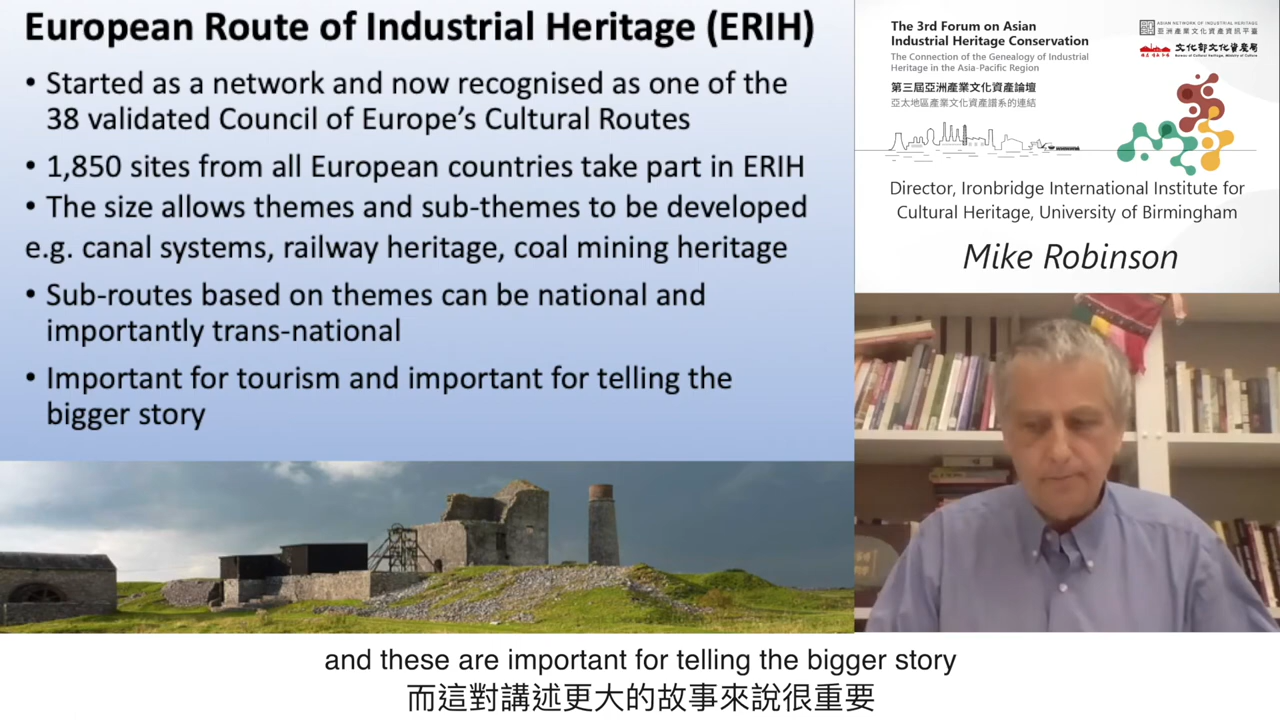 European Route of Industrial Heritage (ERIH)
• Started as a network and now recognised as one of the
38 validated Council of Europe’s Cultural Routes
• 1,850 sites from all European countries take part in ERIH
• The size allows themes and sub-themes to be developed
e.g. canal systems, railway heritage, coal mining heritage
• Sub-routes based on themes can be national and
importantly trans-national
• Important for tourism and important for telling the
bigger story
The 3rd Forum on Asian
Industrial Heritage Conservation
The Connection of the Genealogy of Industrial
Heritage in the Asia-Pacific Region
第三屆亞洲產業文化資產論壇
亞太地區產業文化資產譜系的連結
ASIAN NETWORK OF INDUSTRIAL HERITAGE
亞洲產業文化資產資訊平臺
文化部文化資產局
Bureau of Cultural Heritage, Ministry of Culture
Director, Ironbridge International Institute for
Cultural Heritage, University of Birmingham
Mike Robinson
and these are important for telling the bigger story
而這對講述更大的故事來說很重要